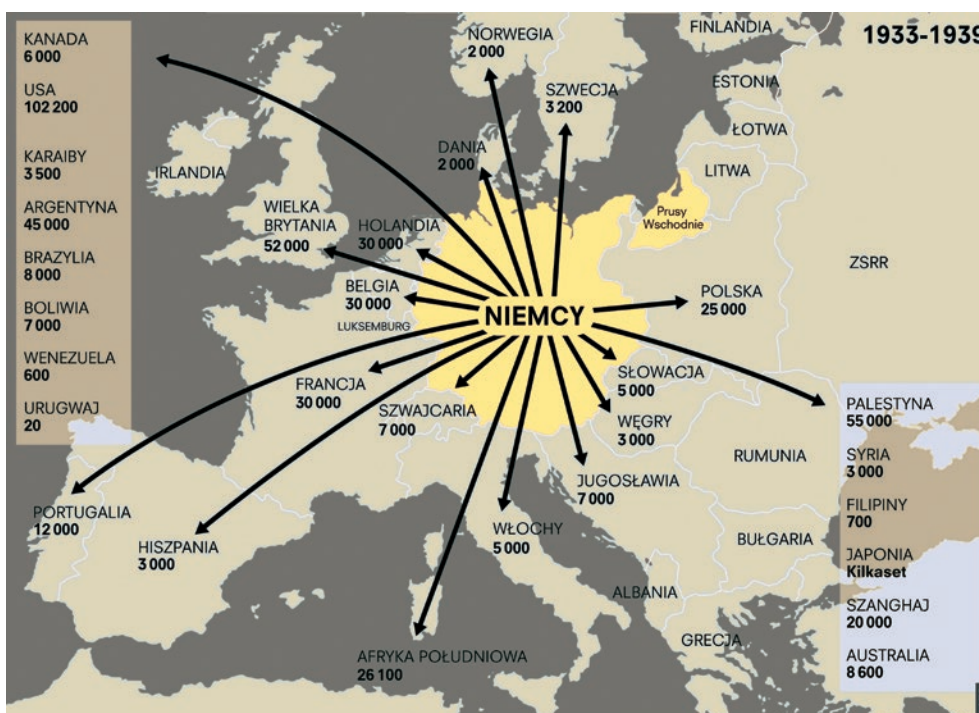 KANADA
6 000
USA
102 200
KARAIBY
3 500
ARGENTYNA
45 000
BRAZYLIA
8 000
BOLIWIA
7 000
WENEZUELA
600
URUGWAJ
20
1933-1939
NORWEGIA
2 000
FINLANDIA
SZWECJA
3 200
ESTONIA
ŁOTWA
DANIA
2 000
LITWA
IRLANDIA
WIELKA
BRYTANIA
52 000
HOLANDIA
30 000
Prusy
Wschodnie
ZSRR
BELGIA
30 000
LUKSEMBURG
NIEMCY
POLSKA
25 000
FRANCJA
30 000
SZWAJCARIA
7 000
SŁOWACJA
5 000
WĘGRY
3 000
RUMUNIA
JUGOSŁAWIA
7 000
PORTUGALIA
12 000
HISZPANIA
3 000
WŁOCHY
5 000
BUŁGARIA
ALBANIA
GRECJA
AFRYKA POŁUDNIOWA
26 100
PALESTYNA
55 000
SYRIA
3 000
FILIPINY
700
JAPONIA
Kilkaset
SZANGHAJ
20 000
AUSTRALIA
8 600